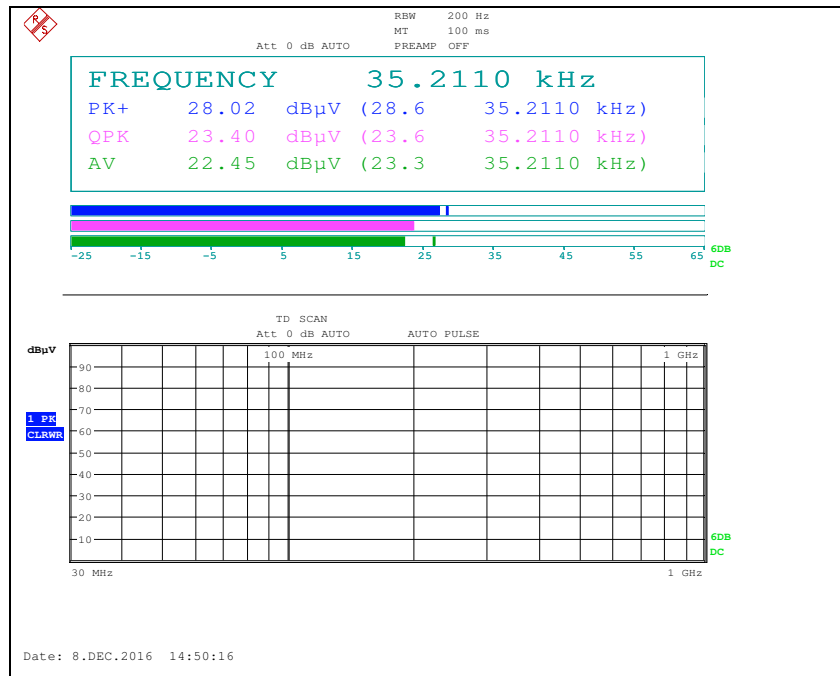 R S
RBW 200 Hz
MT 100 ms
Att 0 dB AUTO PREAMP OFF
FREQUENCY 35.2110 kHz
PK+ 28.02 dBµV (28.6 35.2110 kHz)
QPK 23.40 dBµV (23.6 35.2110 kHz)
AV 22.45 dBµV (23.3 35.2110 kHz)
-25 -15 -5 5 15 25 35 45 55 65
6DB
DC
TD SCAN
Att 0 dB AUTO AUTO PULSE
dBµV
100 MHz 1 GHz
90
80
70
1 PK
CLRWR
60
50
40
30
20
10
6DB
DC
30 MHz 1 GHz
Date: 8.DEC.2016 14:50:16